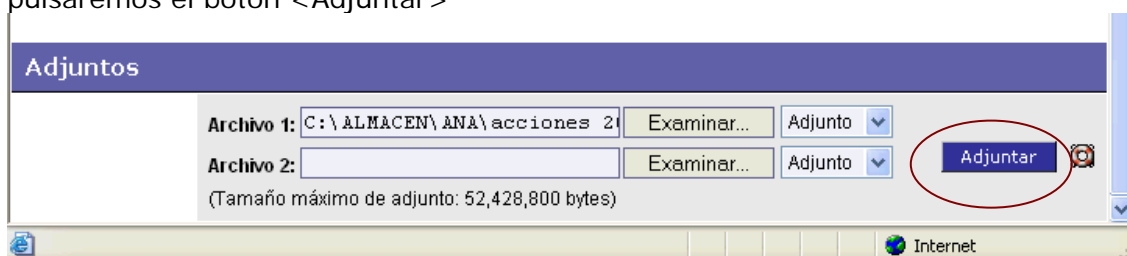 pulsaremos el botón <Adjuntar>
Adjuntos
Archivo 1: C:\ALMACEN\ANA\acciones 2 Examinar... Adjunto
Archivo 2: Examinar... Adjunto Adjuntar
(Tamaño máximo de adjunto: 52,428,800 bytes)
Internet